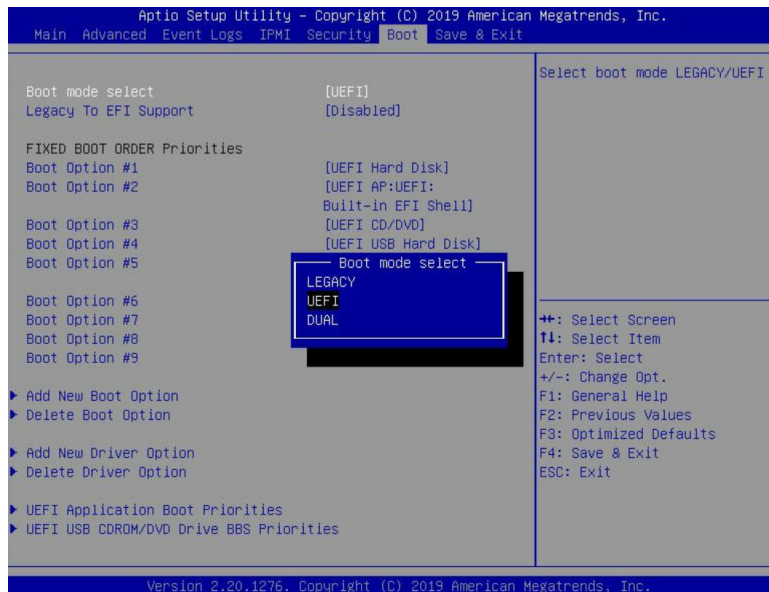 Aptio Setup Utility - Copyright (C) 2019 American Megatrends, Inc.
Main Advanced Event Logs IPMI Security Boot Save & Exit
Boot mode select [UEFI]
Legacy To EFI Support [Disabled]
FIXED BOOT ORDER Priorities
Boot Option #1 [UEFI Hard Disk]
Boot Option #2 [UEFI AP:UEFI:
Built-in EFI Shell]
Boot Option #3 [UEFI CD/DVD]
Boot Option #4 [UEFI USB Hard Disk]
Boot Option #5
Boot Option #6
Boot Option #7
Boot Option #8
Boot Option #9
Boot mode select
LEGACY
UEFI
DUAL
Add New Boot Option
Delete Boot Option
Add New Driver Option
Delete Driver Option
UEFI Application Boot Priorities
UEFI USB CDROM/DVD Drive BBS Priorities
Select boot mode LEGACY/UEFI
→←: Select Screen
↑↓: Select Item
Enter: Select
+/-: Change Opt.
F1: General Help
F2: Previous Values
F3: Optimized Defaults
F4: Save & Exit
ESC: Exit
Version 2.20.1276. Copyright (C) 2019 American Megatrends, Inc.